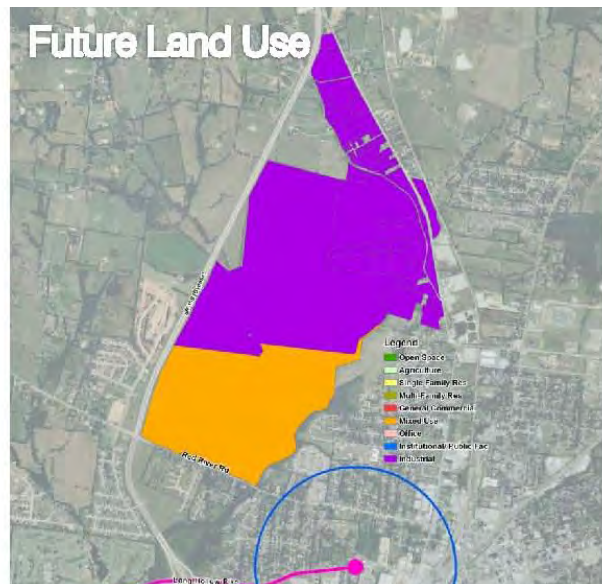 Future Land Use
Legend
Open Space
Agriculture
Single Family Res
Multi-Family Res
General Commercial
Mixed Use
Office
Institutional/ Public Fac
Industrial
Red River Rd